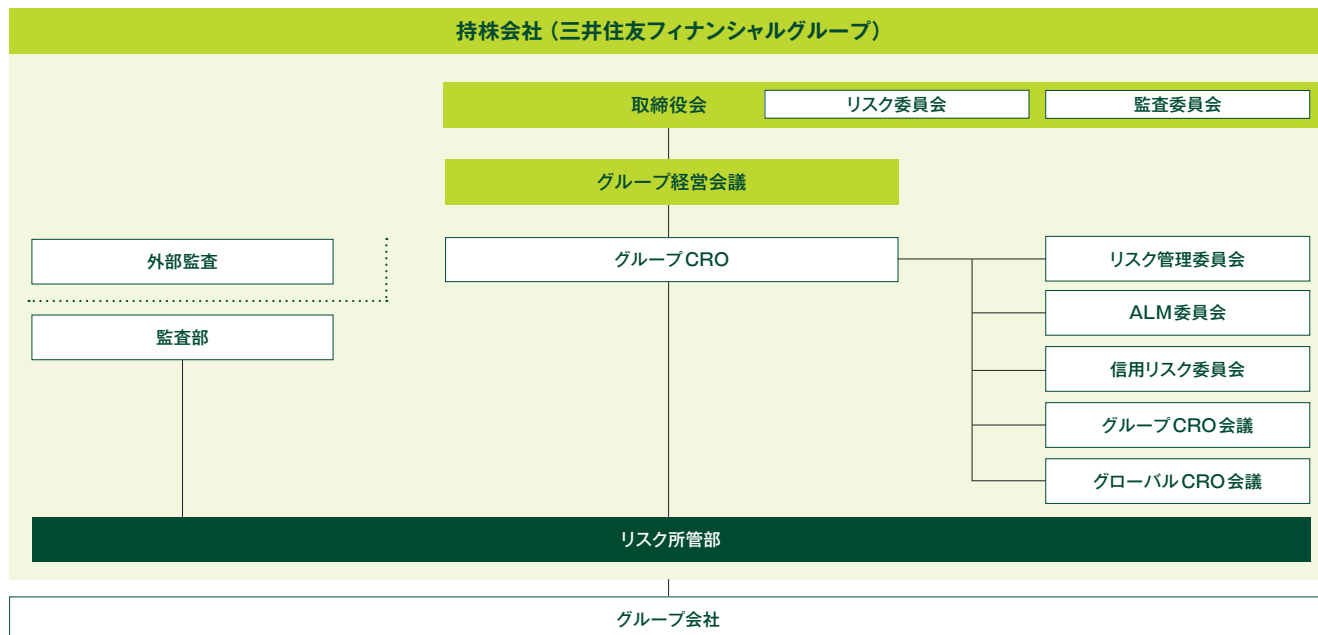 持株会社（三井住友フィナンシャルグループ）
取締役会
リスク委員会
監査委員会
グループ経営会議
外部監査
グループCRO
リスク管理委員会
監査部
ALM委員会
信用リスク委員会
グループCRO会議
グローバルCRO会議
リスク所管部
グループ会社